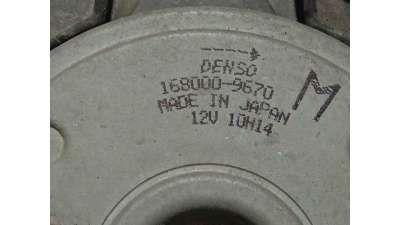 DENSO
168000-9670
MADE IN JAPAN
12V 10H14
M